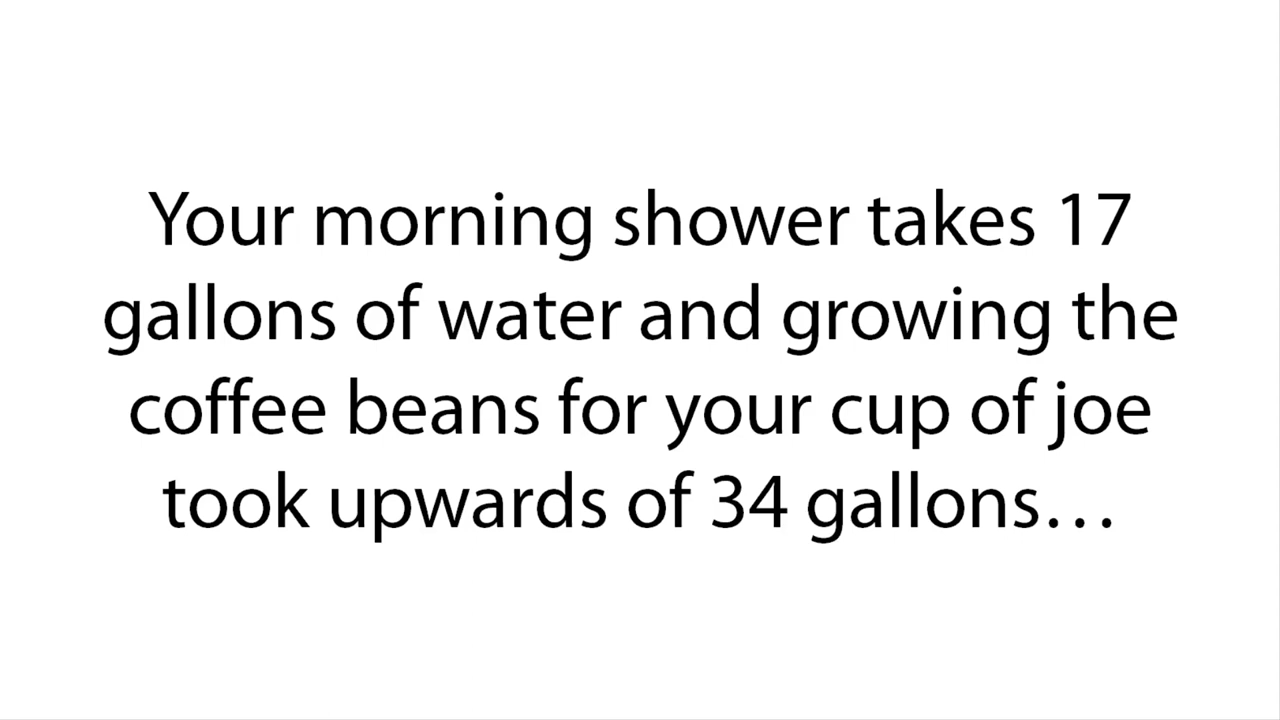 Your morning shower takes 17
gallons of water and growing the
coffee beans for your cup of joe
took upwards of 34 gallons…